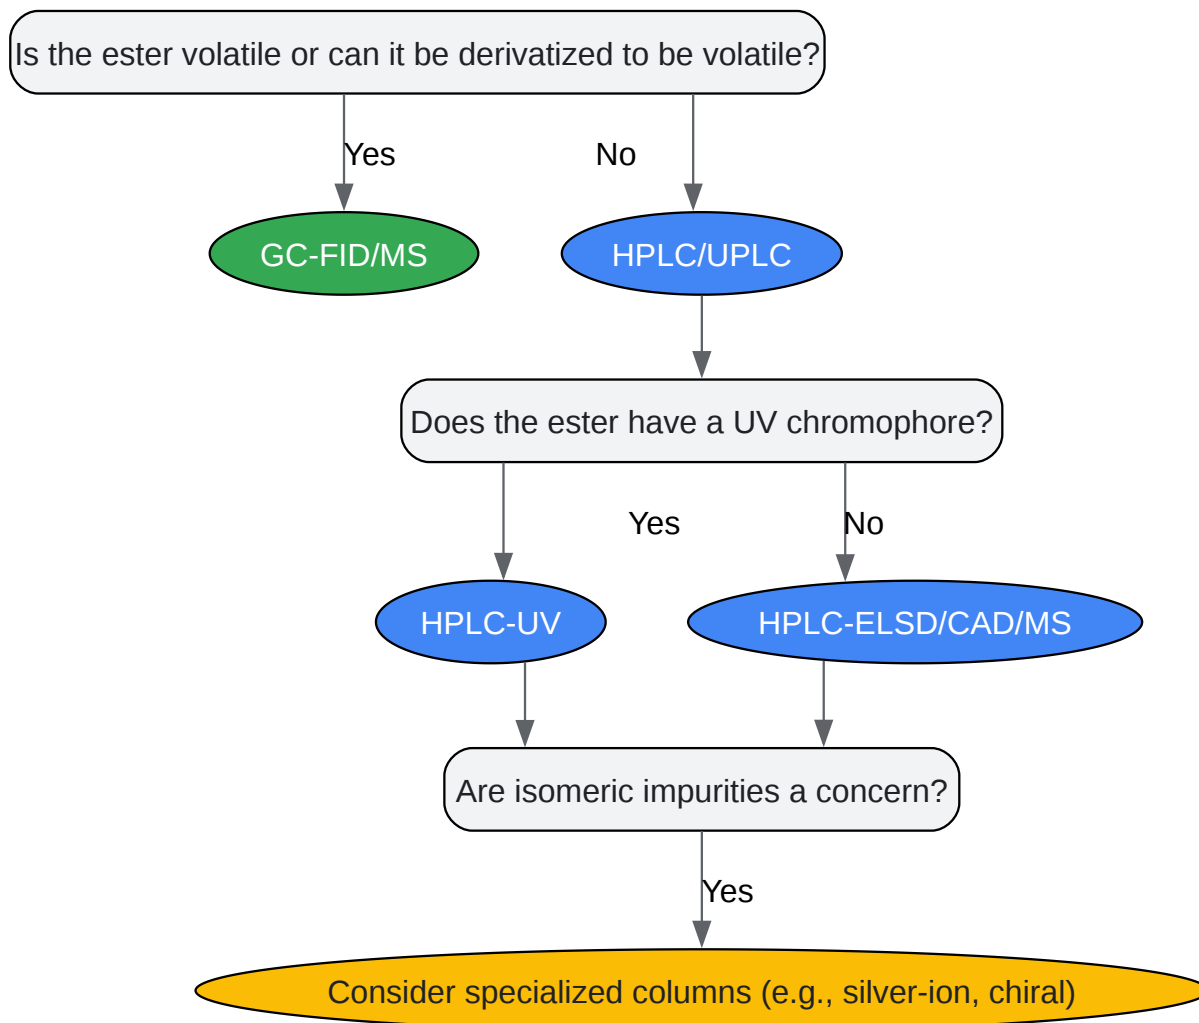 Is the ester volatile or can it be derivatized to be volatile?
Yes
No
GC-FID/MS
HPLC/UPLC
Does the ester have a UV chromophore?
Yes
No
HPLC-UV
HPLC-ELSD/CAD/MS
Are isomeric impurities a concern?
Yes
Consider specialized columns (e.g., silver-ion, chiral)